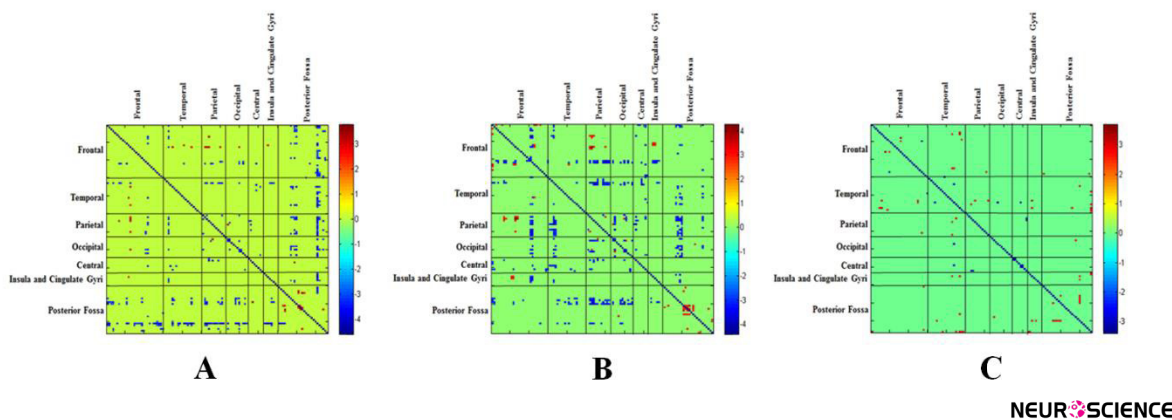 Frontal
Temporal
Parietal
Occipital
Central
Insula and Cingulate Gyri
Posterior Fossa
Frontal
Temporal
Parietal
Occipital
Central
Insula and Cingulate Gyri
Posterior Fossa
3
2
1
0
-1
-2
-3
-4
A
Frontal
Temporal
Parietal
Occipital
Central
Insula and Cingulate Gyri
Posterior Fossa
Frontal
Temporal
Parietal
Occipital
Central
Insula and Cingulate Gyri
Posterior Fossa
4
3
2
1
0
-1
-2
-3
-4
B
Frontal
Temporal
Parietal
Occipital
Central
Insula and Cingulate Gyri
Posterior Fossa
Frontal
Temporal
Parietal
Occipital
Central
Insula and Cingulate Gyri
Posterior Fossa
3
2
1
0
-1
-2
-3
C
NEUROSCIENCE